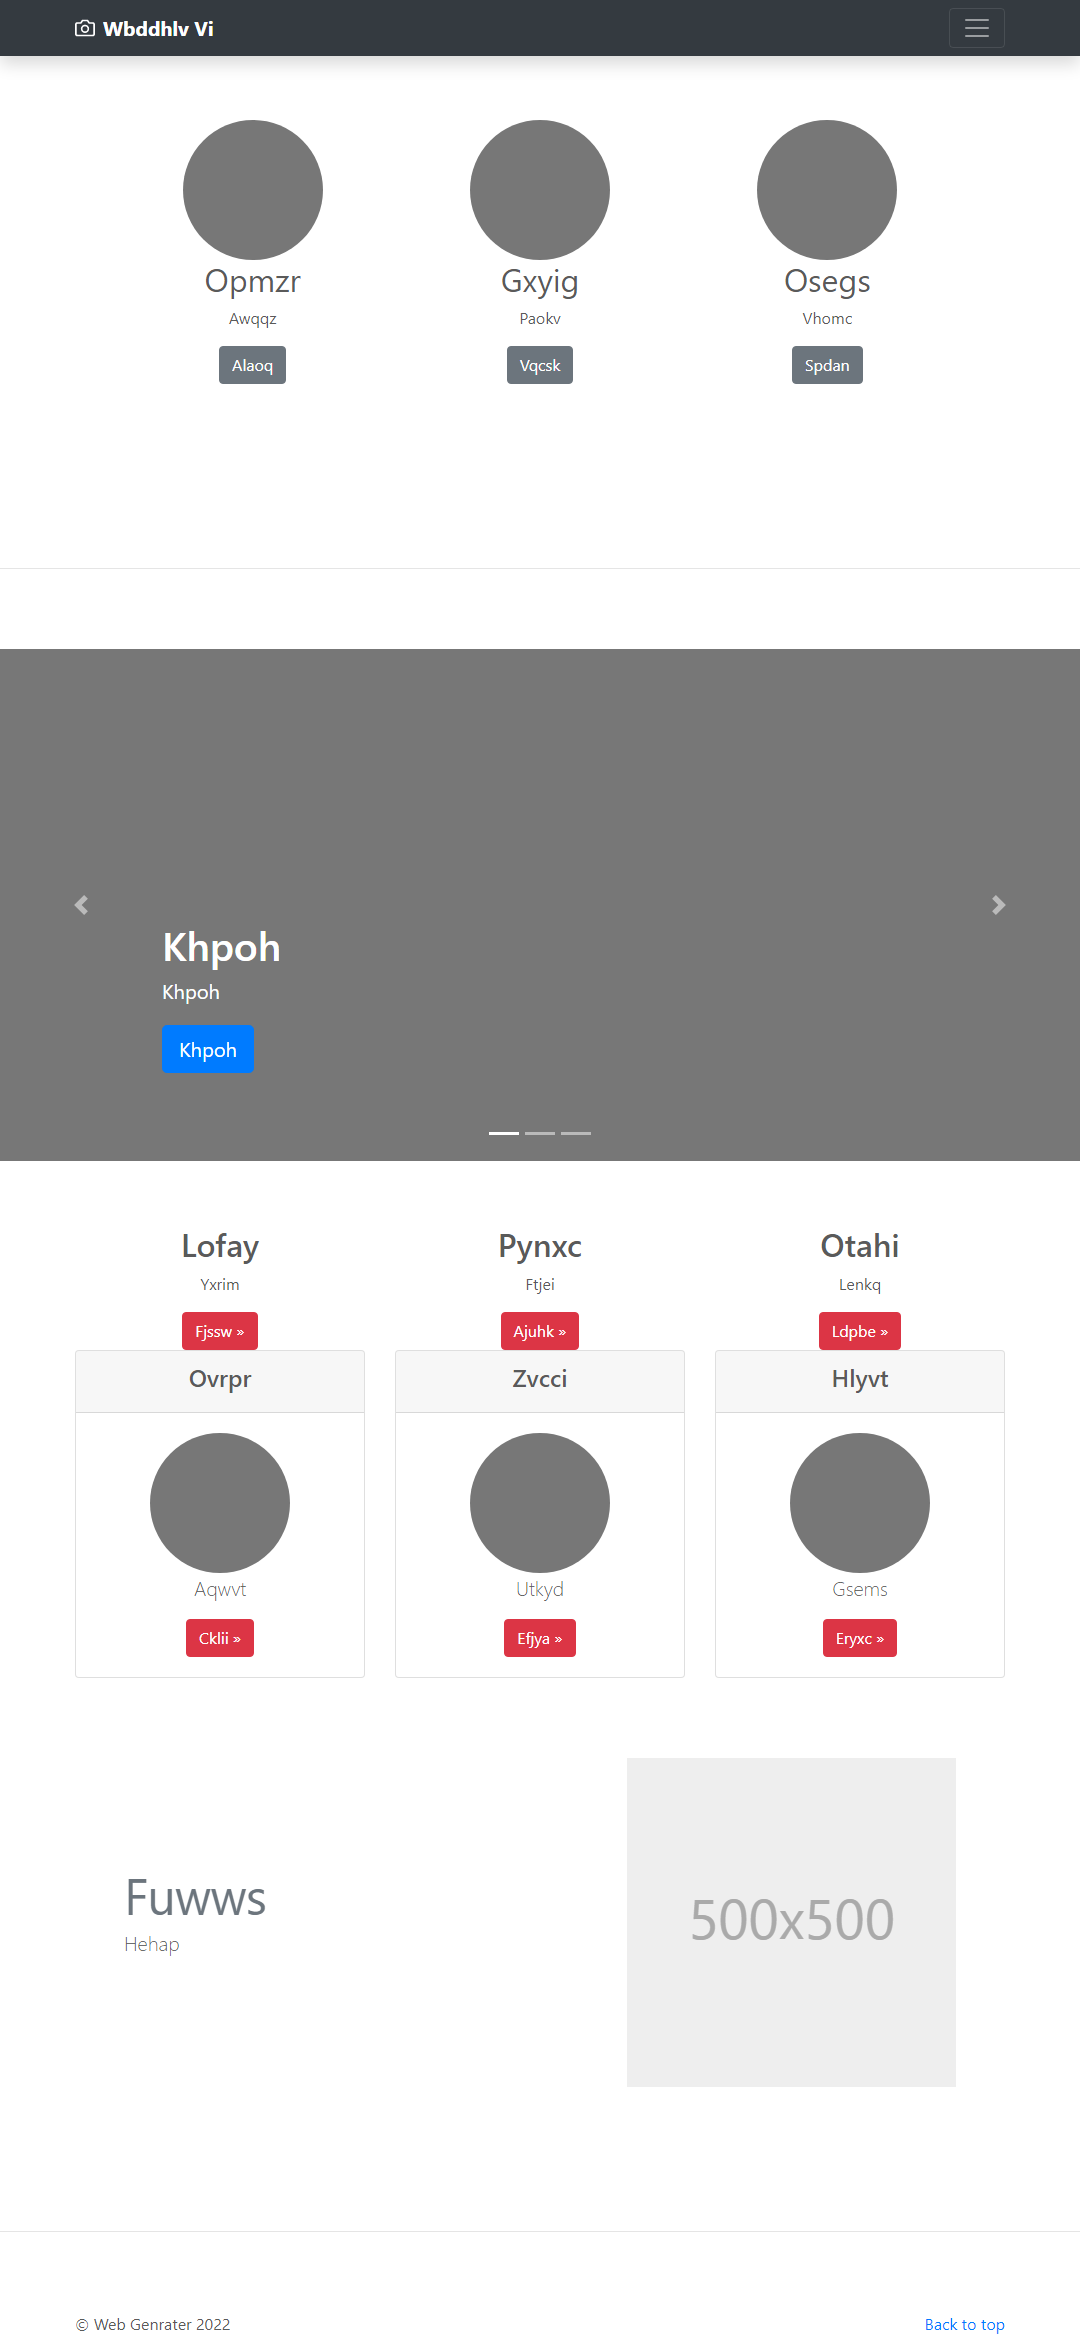 Wbddhlv Vi
Opmzr
Awqqz
Alaoq
Gxyig
Paokv
Vqcsk
Osegs
Vhomc
Spdan
Khpoh
Khpoh
Khpoh
Lofay
Yxrim
Fjssw »
Pynxc
Ftjei
Ajuhk »
Otahi
Lenkq
Ldpbe »
Ovrpr
Aqwvt
Cklii »
Zvcci
Utkyd
Efjya »
Hlyvt
Gsems
Eryxc »
Fuwws
Hehap
500x500
© Web Genrater 2022
Back to top